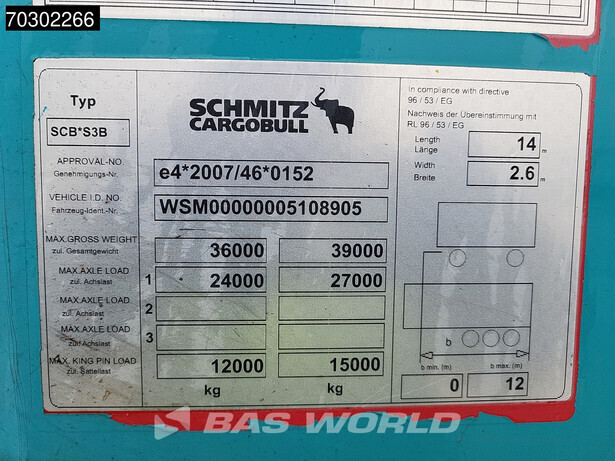 70302266
Typ
SCB*S3B
SCHMITZ
CARGOBULL
In compliance with directive
96 / 53 / EG
Nachweis der Übereinstimmung mit
RL 96 / 53 / EG
Length
Länge
14 m
Width
Breite
2.6 m
APPROVAL-NO.
Genehmigungs-Nr.
e4*2007/46*0152
VEHICLE I.D. NO.
Fahrzeug-Ident.-Nr.
WSM00000005108905
MAX.GROSS WEIGHT
zul. Gesamtgewicht
36000 39000
MAX.AXLE LOAD
zul. Achslast
1 24000 27000
MAX.AXLE LOAD
zul. Achslast
2
MAX.AXLE LOAD
zul. Achslast
3
MAX. KING PIN LOAD
zul. Sattellast
12000 15000
kg kg
b
b min. (m) b max. (m)
0 12
BAS WORLD